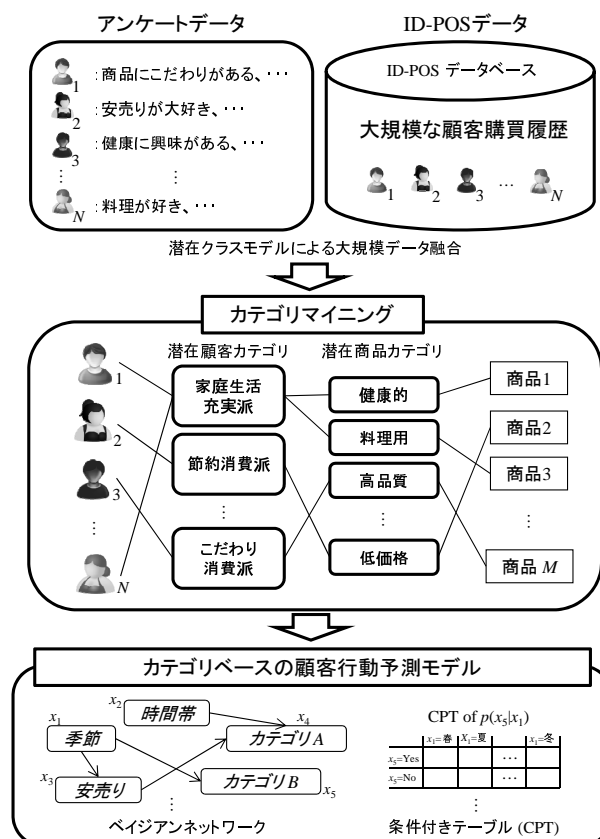 アンケートデータ
1 : 商品にこだわりがある、･･･
2 : 安売りが大好き、･･･
3 : 健康に興味がある、･･･
⋮ ⋮
N : 料理が好き、･･･
ID-POSデータ
ID-POS データベース
大規模な顧客購買履歴
1 2 3 … N
潜在クラスモデルによる大規模データ融合
カテゴリマイニング
潜在顧客カテゴリ 潜在商品カテゴリ
1
2
3
⋮
N
家庭生活
充実派
節約消費派
⋮
こだわり
消費派
健康的
料理用
高品質
⋮
低価格
商品1
商品2
商品3
⋮
商品 M
カテゴリベースの顧客行動予測モデル
x₁ 季節
x₂ 時間帯
x₃ 安売り
x₄ カテゴリA
カテゴリB x₅
⋮
ベイジアンネットワーク
CPT of p(x₅|x₁)
x₁=春 X₁=夏 x₁=冬
x₅=Yes …
x₅=No …
⋮
条件付きテーブル (CPT)